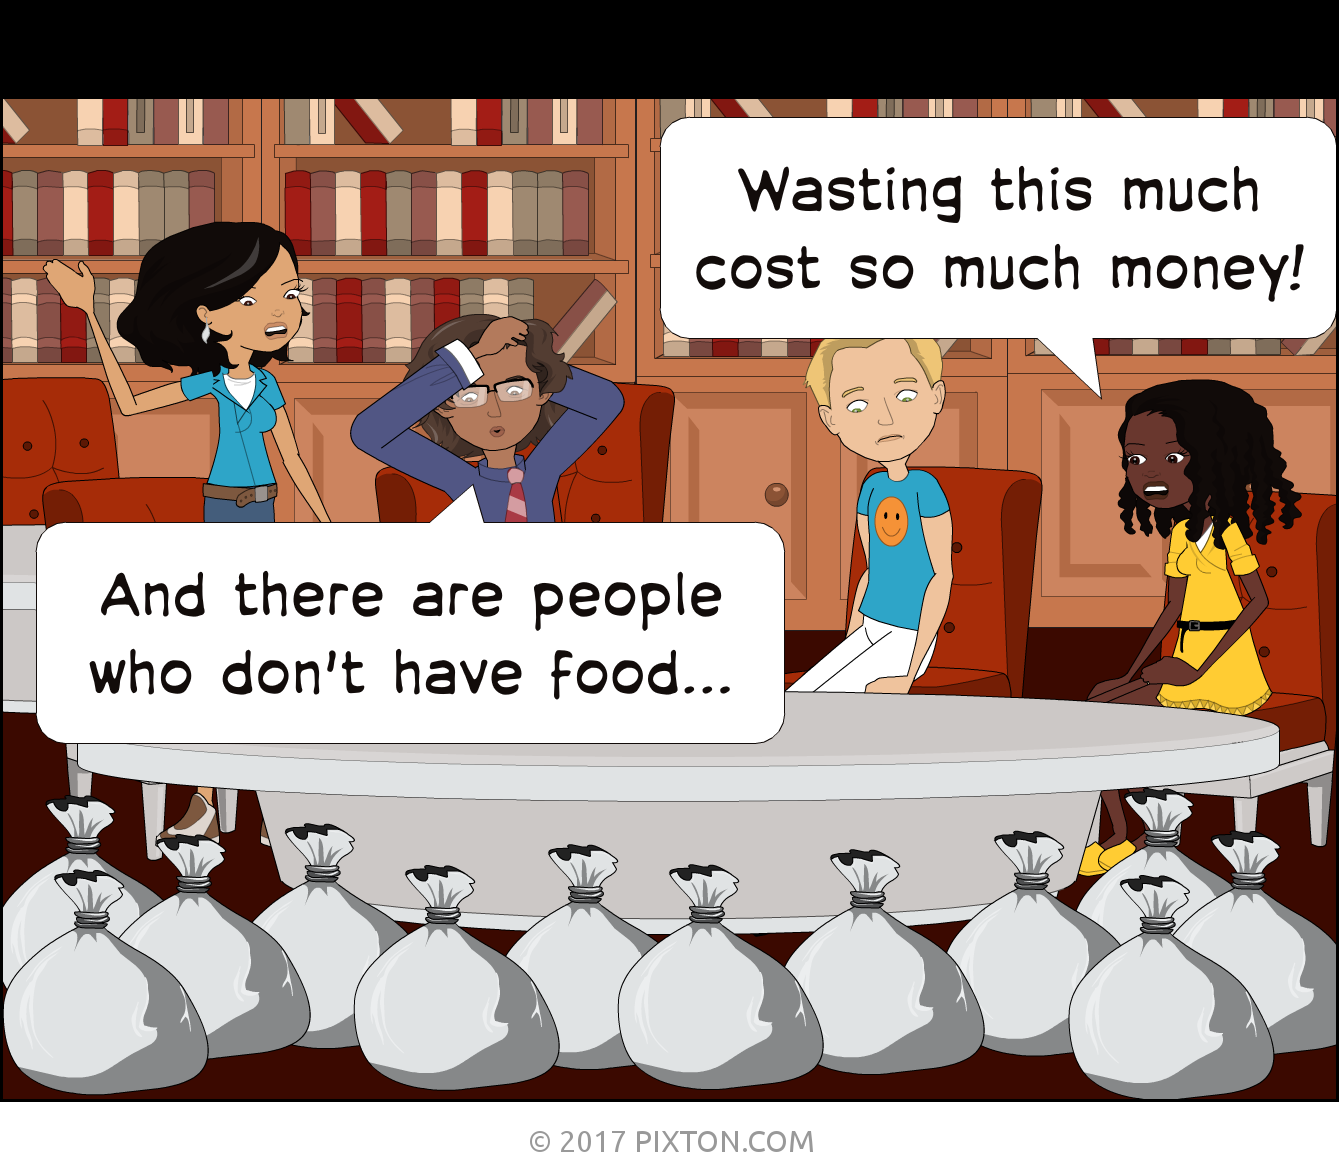 Wasting this much
cost so much money!
And there are people
who don't have food...
© 2017 PIXTON.COM